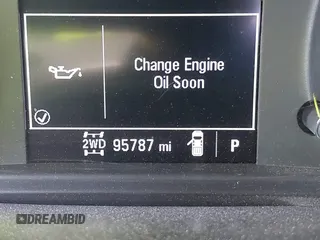 Change Engine
Oil Soon
2WD 95787 mi P
DREAMBID